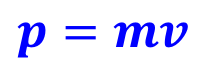 p = mv